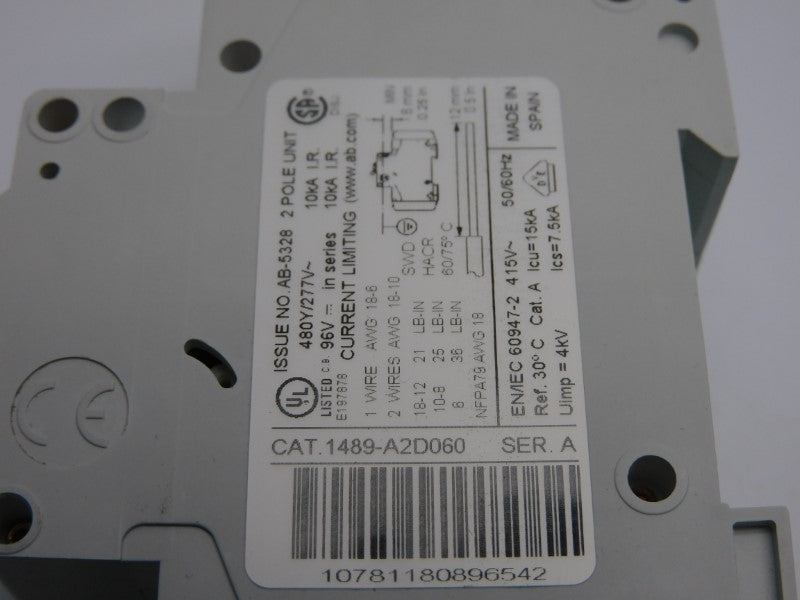 ISSUE NO. AB-5328 2 POLE UNIT
480Y/277V~ 10kA I.R.
96V in series 10kA I.R.
CURRENT LIMITING (www.ab.com)
UL
LISTED C.B.
E197878
SA
1 WIRE AWG 18-6
2 WIRES AWG 18-10
18-12 21 LB-IN
10-8 25 LB-IN
6 36 LB-IN
NFPA79 AWG 18
SWD
HACR
60/75° C
MIN
6 mm
0.25 in
12 mm
0.5 in
EN/IEC 60947-2 415V~ 50/60Hz
Ref. 30° C Cat. A Icu=15kA
Uimp = 4kV Ics=7.5kA
MADE IN
SPAIN
CAT. 1489-A2D060 SER. A
10781180896542
CE